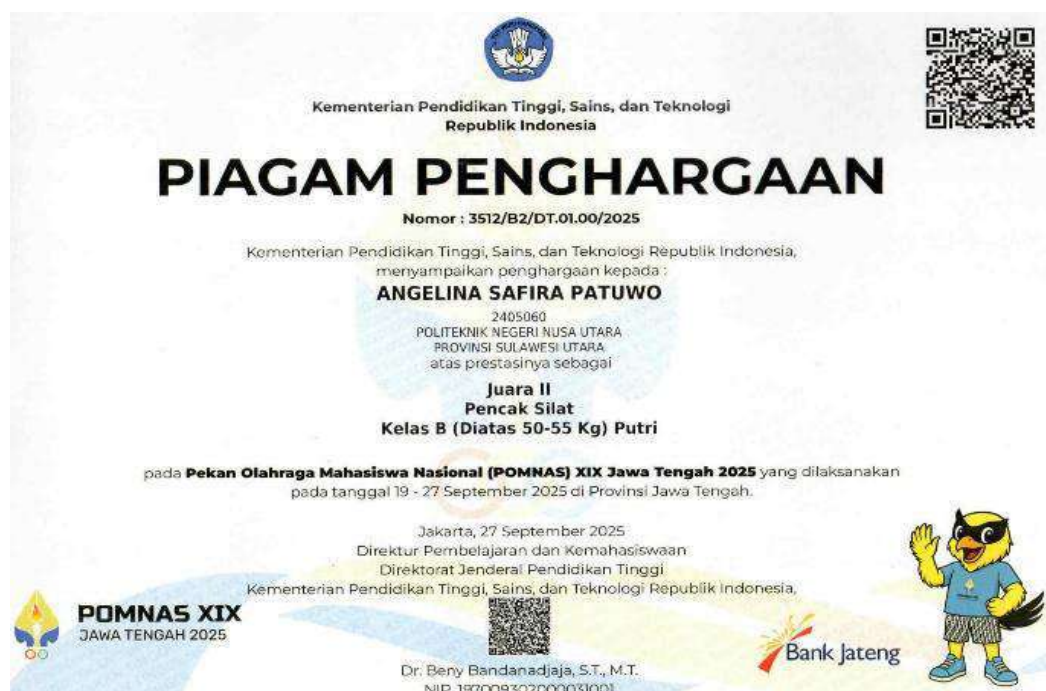 Kementerian Pendidikan Tinggi, Sains, dan Teknologi
Republik Indonesia
PIAGAM PENGHARGAAN
Nomor : 3512/B2/DT.01.00/2025
Kementerian Pendidikan Tinggi, Sains, dan Teknologi Republik Indonesia,
menyampaikan penghargaan kepada :
ANGELINA SAFIRA PATUWO
2405060
POLITEKNIK NEGERI NUSA UTARA
PROVINSI SULAWESI UTARA
atas prestasinya sebagai
Juara II
Pencak Silat
Kelas B (Diatas 50-55 Kg) Putri
pada Pekan Olahraga Mahasiswa Nasional (POMNAS) XIX Jawa Tengah 2025 yang dilaksanakan
pada tanggal 19 - 27 September 2025 di Provinsi Jawa Tengah.
Jakarta, 27 September 2025
Direktur Pembelajaran dan Kemahasiswaan
Direktorat Jenderal Pendidikan Tinggi
Kementerian Pendidikan Tinggi, Sains, dan Teknologi Republik Indonesia,
POMNAS XIX
JAWA TENGAH 2025
Bank Jateng
Dr. Beny Bandanadjaja, S.T., M.T.
NIP. 197009302000031001